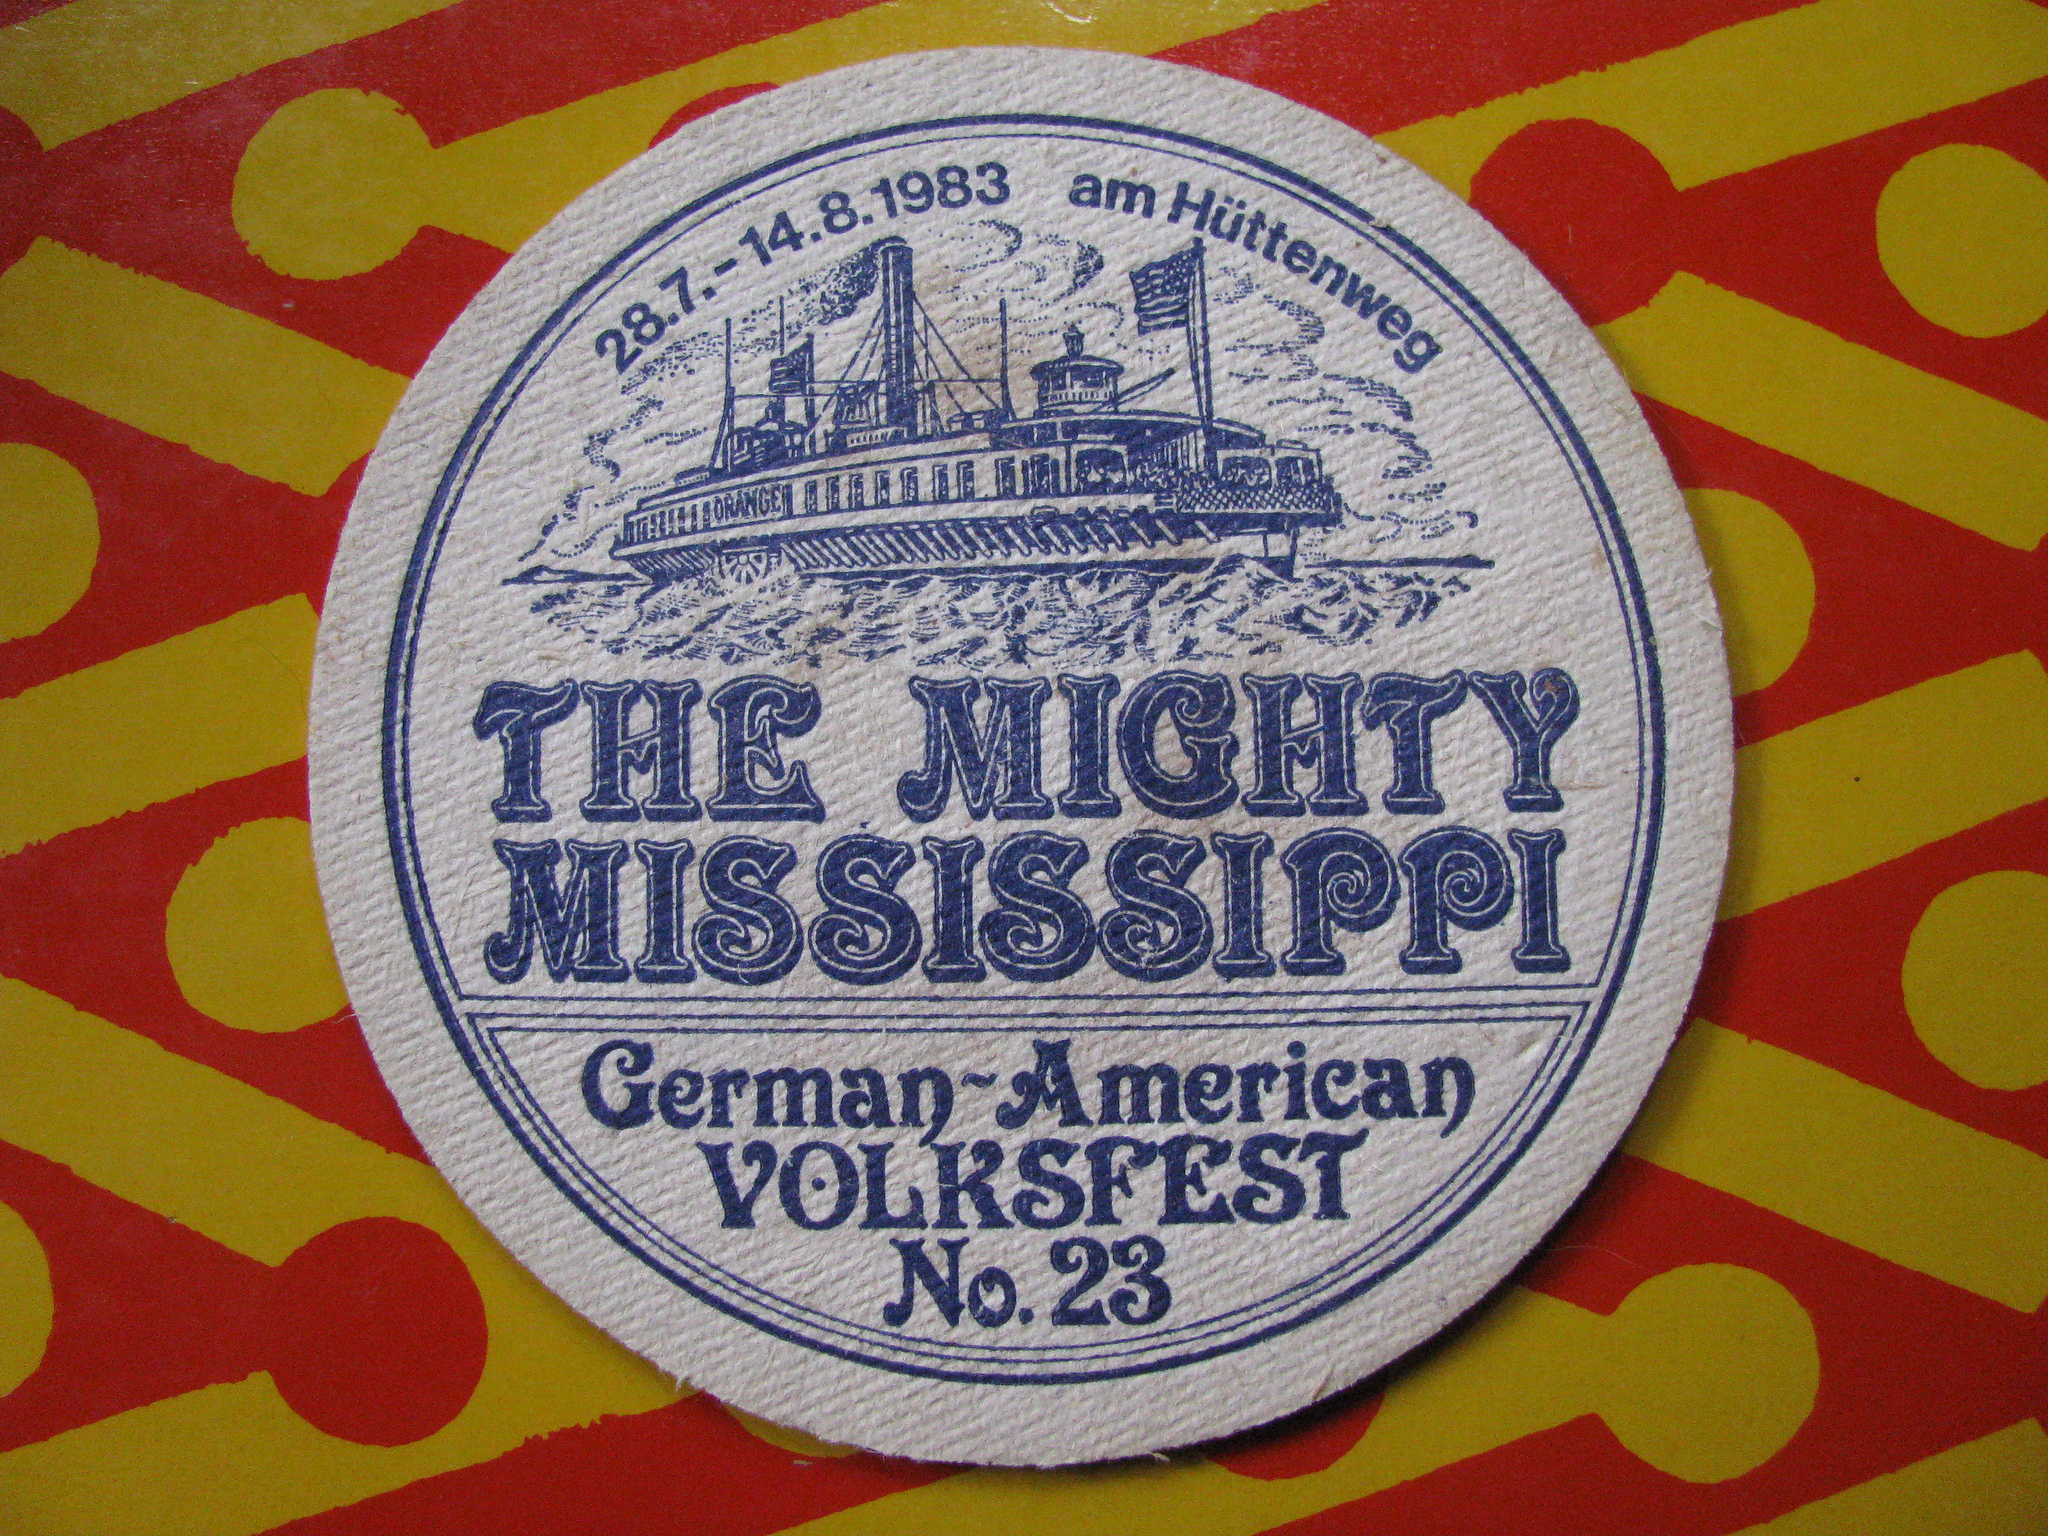 28.7.-14.8.1983 am Hüttenweg
ORANGE
THE MIGHTY
MISSISSIPPI
German-American
VOLKSFEST
No. 23